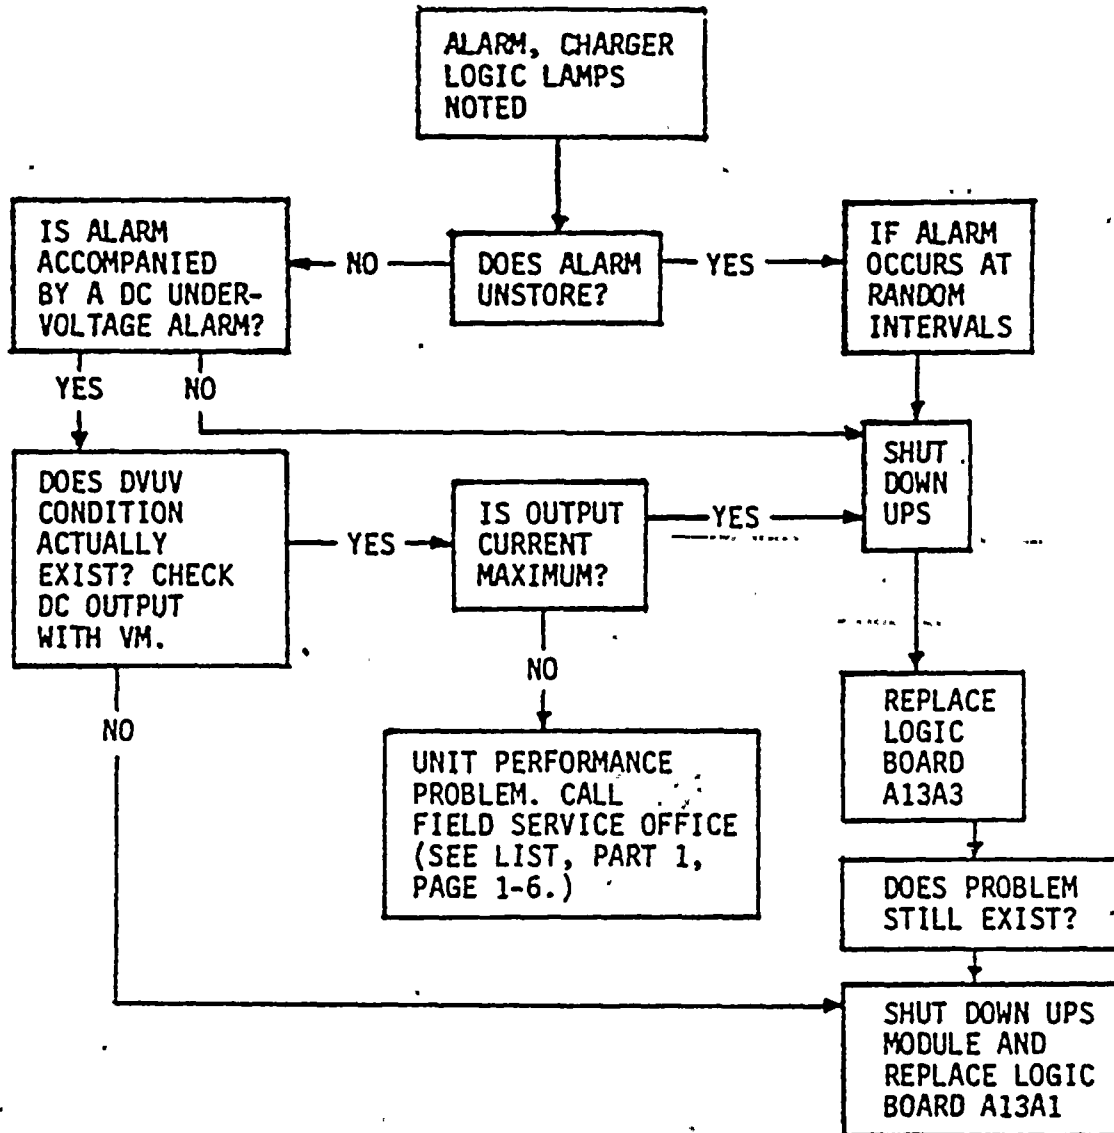 ALARM, CHARGER
LOGIC LAMPS
NOTED
IS ALARM
ACCOMPANIED
BY A DC UNDER-
VOLTAGE ALARM?
NO
DOES ALARM
UNSTORE?
YES
IF ALARM
OCCURS AT
RANDOM
INTERVALS
YES
NO
SHUT
DOWN
UPS
DOES DVUV
CONDITION
ACTUALLY
EXIST? CHECK
DC OUTPUT
WITH VM.
YES
IS OUTPUT
CURRENT
MAXIMUM?
YES
NO
NO
UNIT PERFORMANCE
PROBLEM. CALL
FIELD SERVICE OFFICE
(SEE LIST, PART 1,
PAGE 1-6.)
REPLACE
LOGIC
BOARD
A13A3
DOES PROBLEM
STILL EXIST?
SHUT DOWN UPS
MODULE AND
REPLACE LOGIC
BOARD A13A1